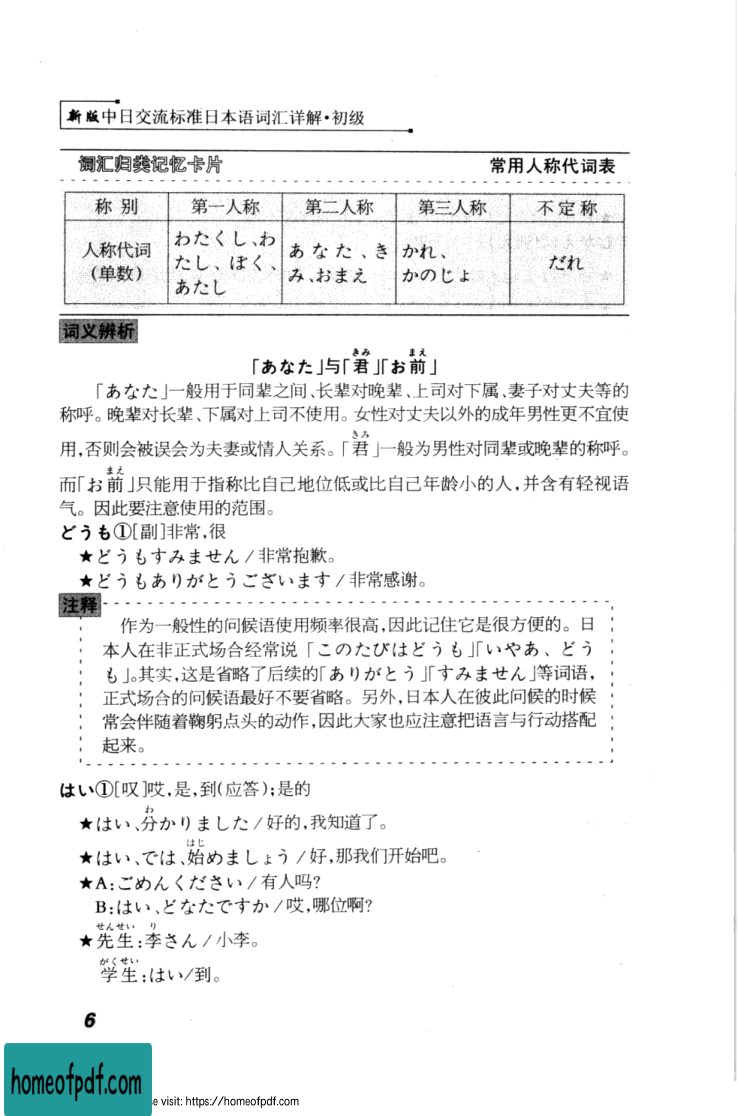 新版中日交流标准日本语词汇详解·初级
词汇归类记忆卡片 常用人称代词表
称别 第一人称 第二人称 第三人称 不定称
人称代词(单数) わたくし、わたし、ぼく、あたし あなた、きみ、おまえ かれ、かのじょ だれ
词义辨析
きみ まえ
「あなた」与「君」「お前」
「あなた」一般用于同辈之间、长辈对晚辈、上司对下属、妻子对丈夫等的
称呼。晚辈对长辈、下属对上司不使用。女性对丈夫以外的成年男性更不宜使
きみ
用,否则会被误会为夫妻或情人关系。「君」一般为男性对同辈或晚辈的称呼。
まえ
而「お前」只能用于指称比自己地位低或比自己年龄小的人,并含有轻视语
气。因此要注意使用的范围。
どうも①[副]非常,很
★どうもすみません/非常抱歉。
★どうもありがとうございます/非常感谢。
注释
作为一般性的问候语使用频率很高,因此记住它是很方便的。日
本人在非正式场合经常说「このたびはどうも」「いやあ、どう
も」。其实,这是省略了后续的「ありがとう」「すみません」等词语,
正式场合的问候语最好不要省略。另外,日本人在彼此问候的时候
常会伴随着鞠躬点头的动作,因此大家也应注意把语言与行动搭配
起来。
はい①[叹]哎,是,到(应答);是的
わ
★はい、分かりました/好的,我知道了。
はじ
★はい、では、始めましょう/好,那我们开始吧。
★A:ごめんください/有人吗?
B:はい、どなたですか/哎,哪位啊?
せんせい り
★先生:李さん/小李。
がくせい
学生:はい/到。
6
homeofpdf.com
se visit: https://homeofpdf.com